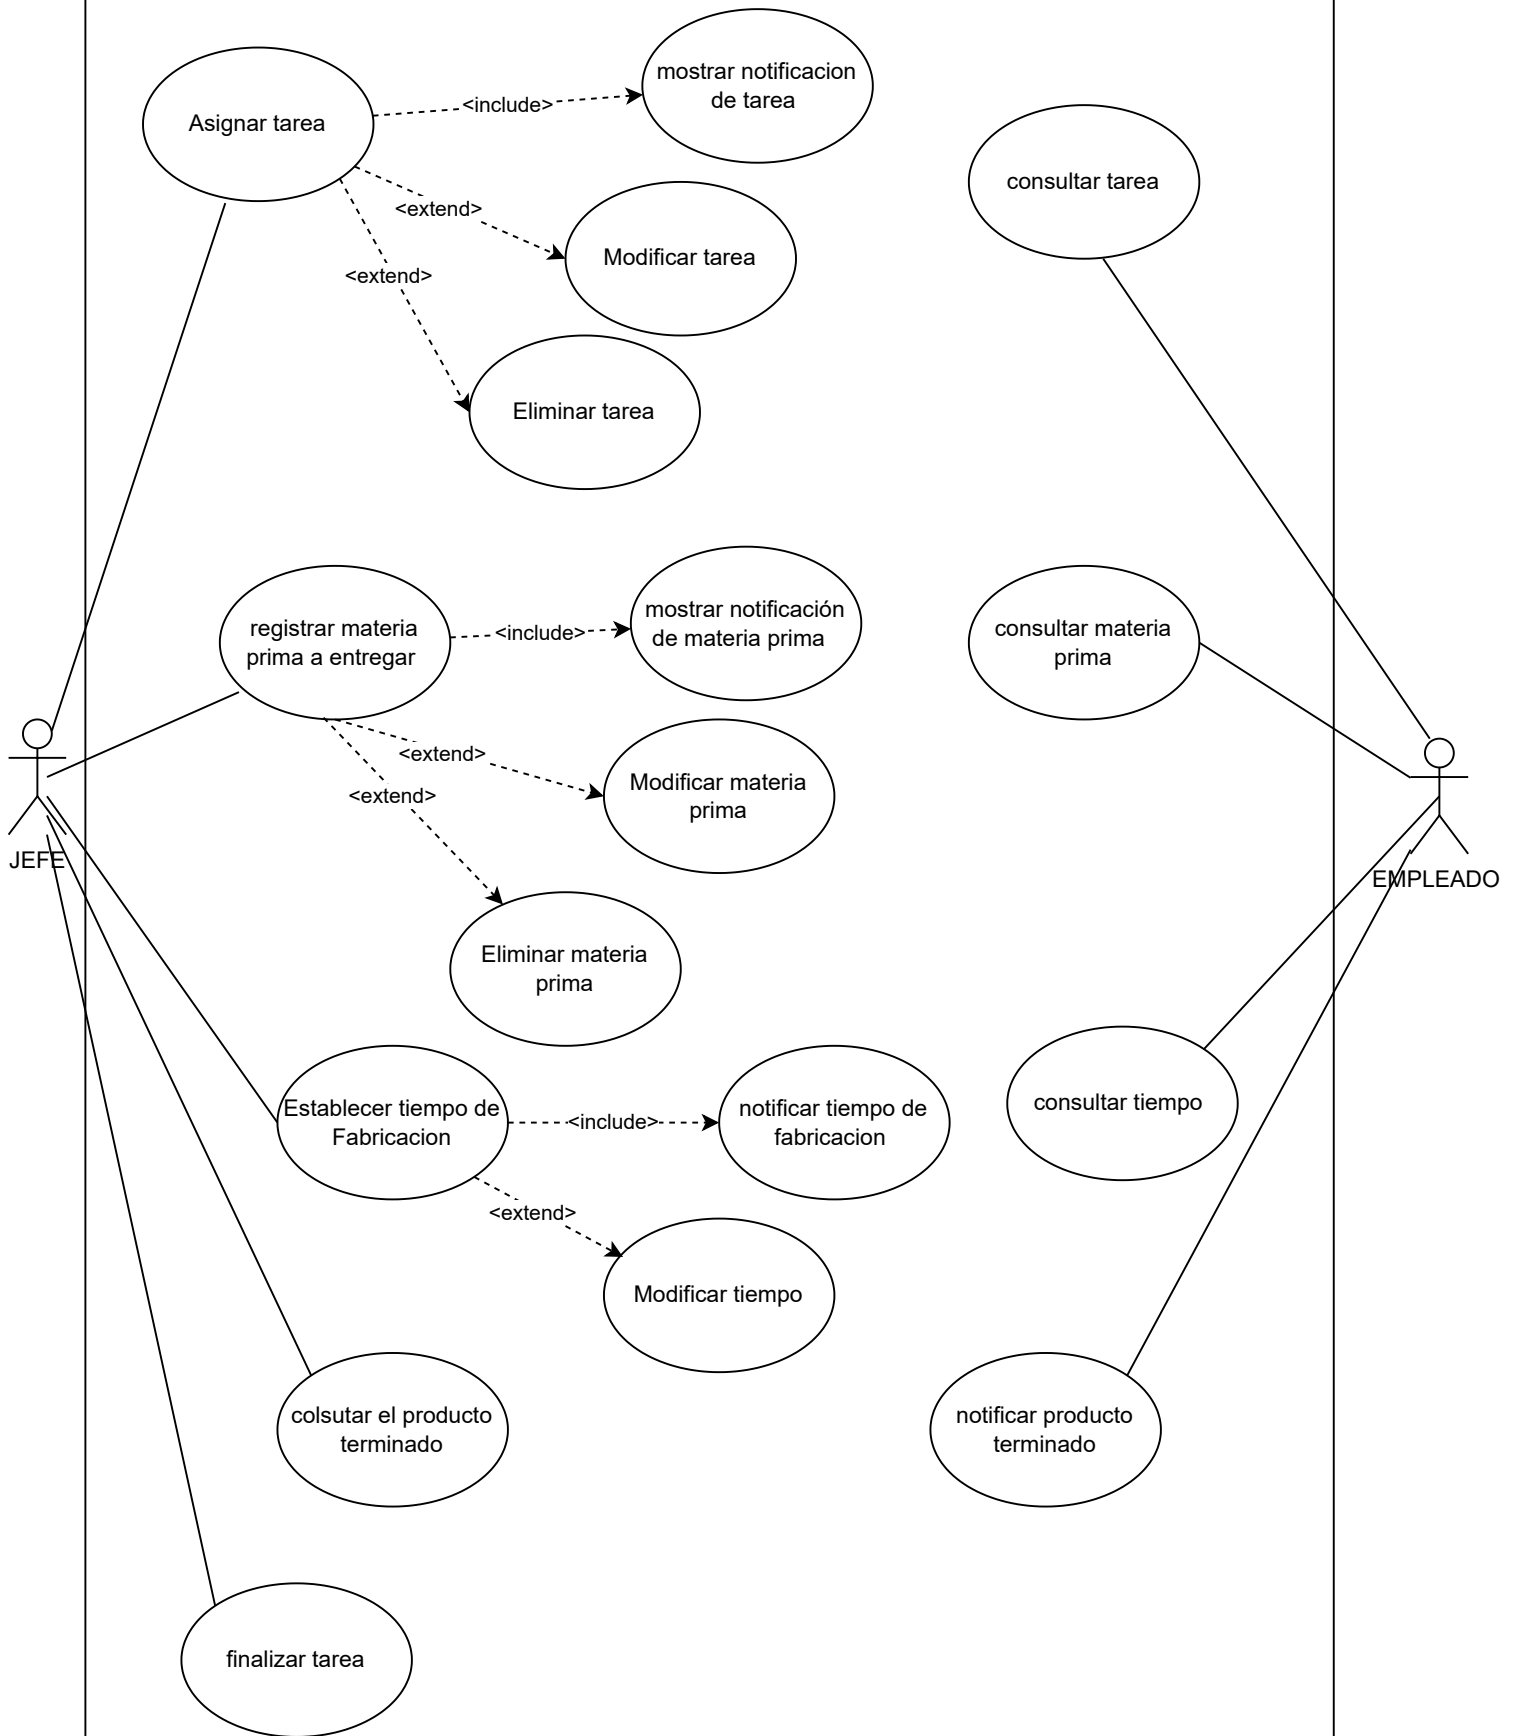 mostrar notificacion
de tarea
Asignar tarea
<include>
consultar tarea
<extend>
Modificar tarea
<extend>
Eliminar tarea
registrar materia
prima a entregar
<include>
mostrar notificación
de materia prima
consultar materia
prima
<extend>
Modificar materia
prima
<extend>
JEFE
EMPLEADO
Eliminar materia
prima
Establecer tiempo de
Fabricacion
<include>
notificar tiempo de
fabricacion
consultar tiempo
<extend>
Modificar tiempo
colsutar el producto
terminado
notificar producto
terminado
finalizar tarea